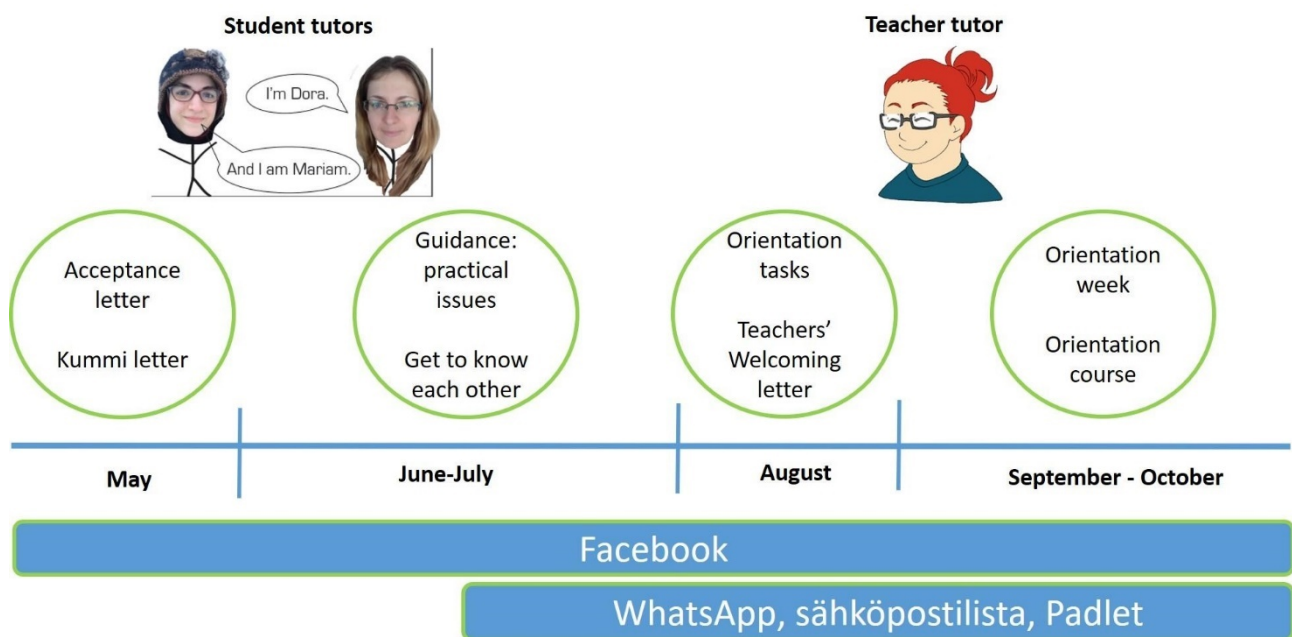 Student tutors
Teacher tutor
I'm Dora.
And I am Mariam.
Acceptance
letter
Kummi letter
Guidance:
practical
issues
Get to know
each other
Orientation
tasks
Teachers’
Welcoming
letter
Orientation
week
Orientation
course
May
June-July
August
September - October
Facebook
WhatsApp, sähköpostilista, Padlet